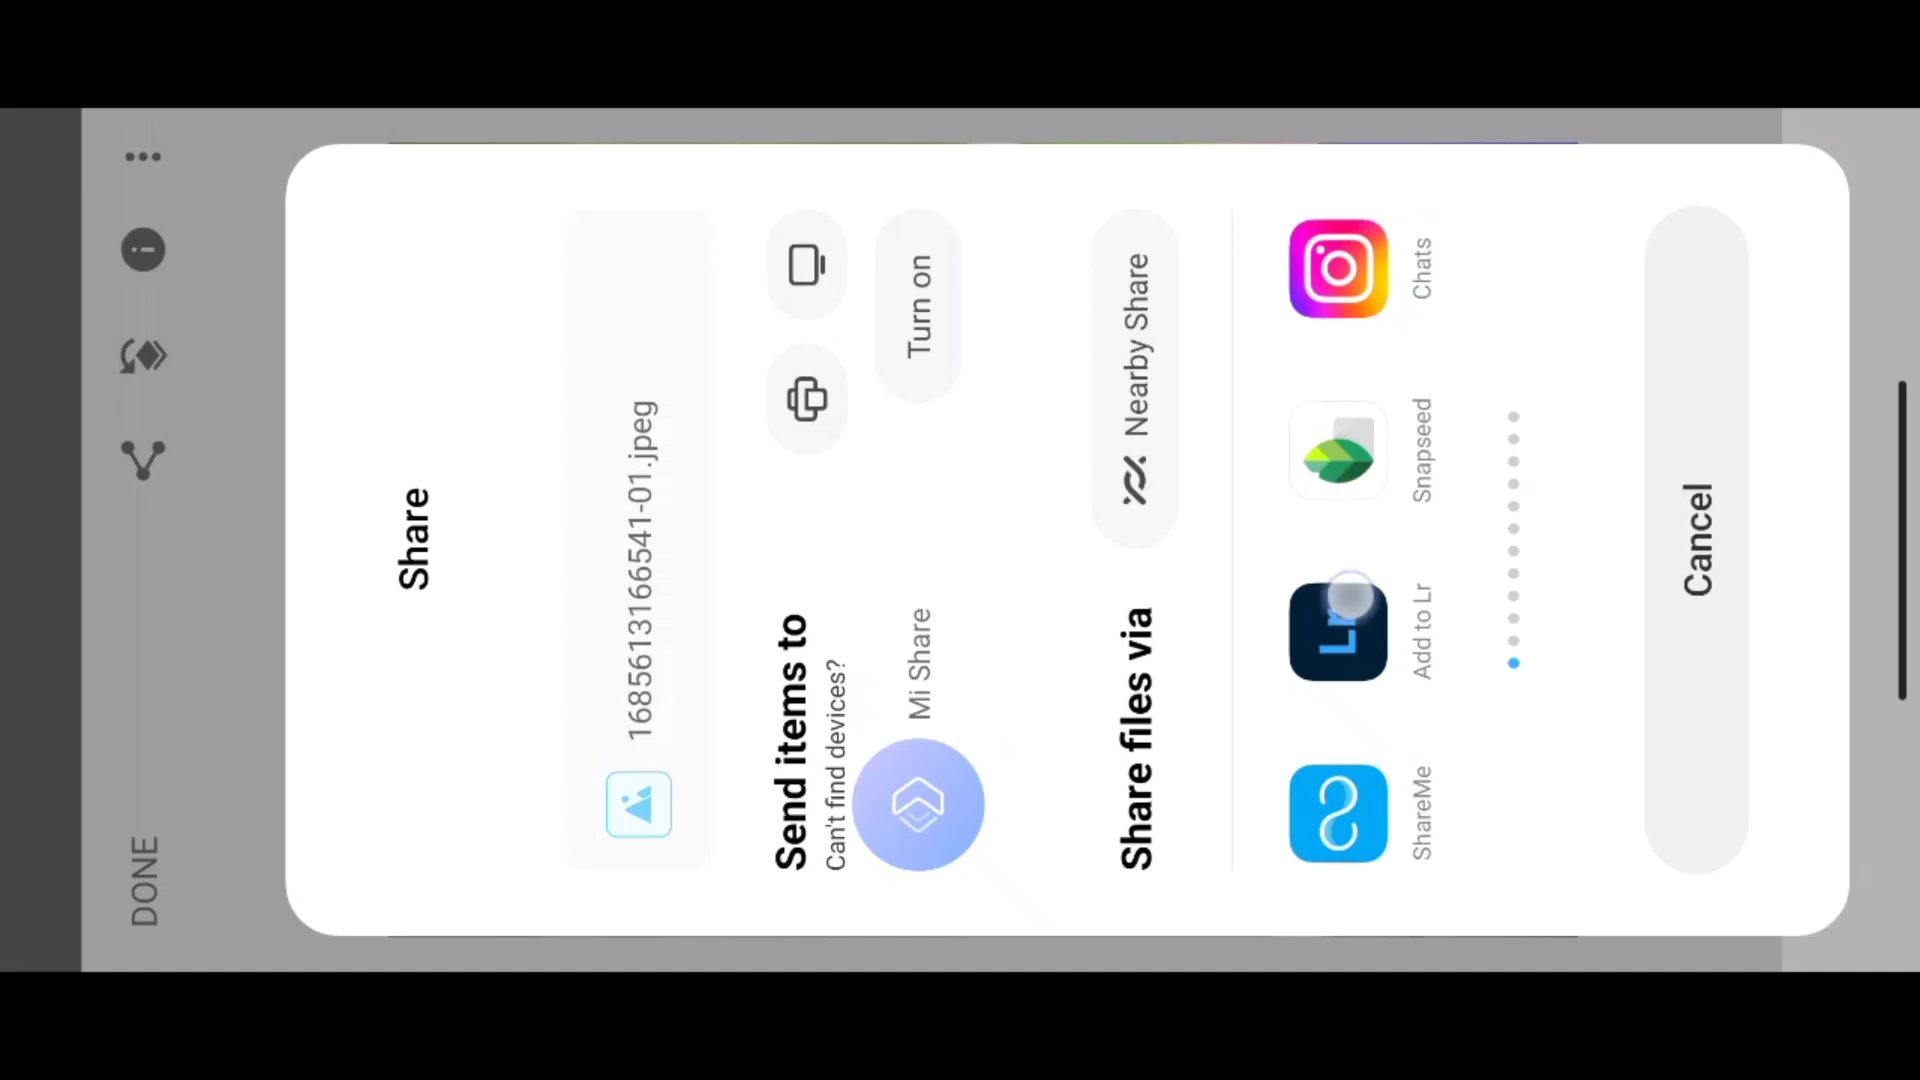 DONE
Share
1685613166541-01.jpeg
Send items to
Can't find devices?
Mi Share
Turn on
Share files via
Nearby Share
ShareMe
Lr
Add to Lr
Snapseed
Chats
Cancel